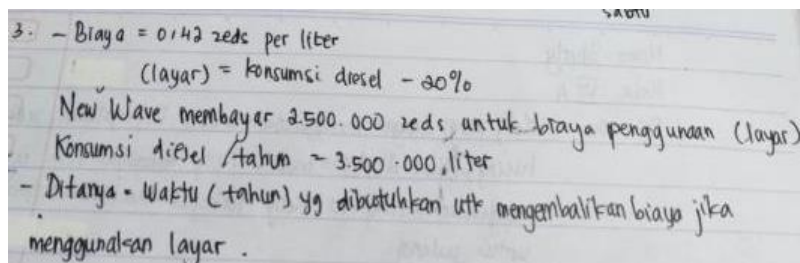 sabtu
3. - Biaya = 0,42 zeds per liter
(layar) = konsumsi diesel - 20%
New Wave membayar 2.500.000 zeds, untuk biaya penggunaan (layar)
Konsumsi diesel /tahun ~ 3.500.000, liter
- Ditanya = Waktu (tahun) yg dibutuhkan utk mengembalikan biaya jika
menggunakan layar.